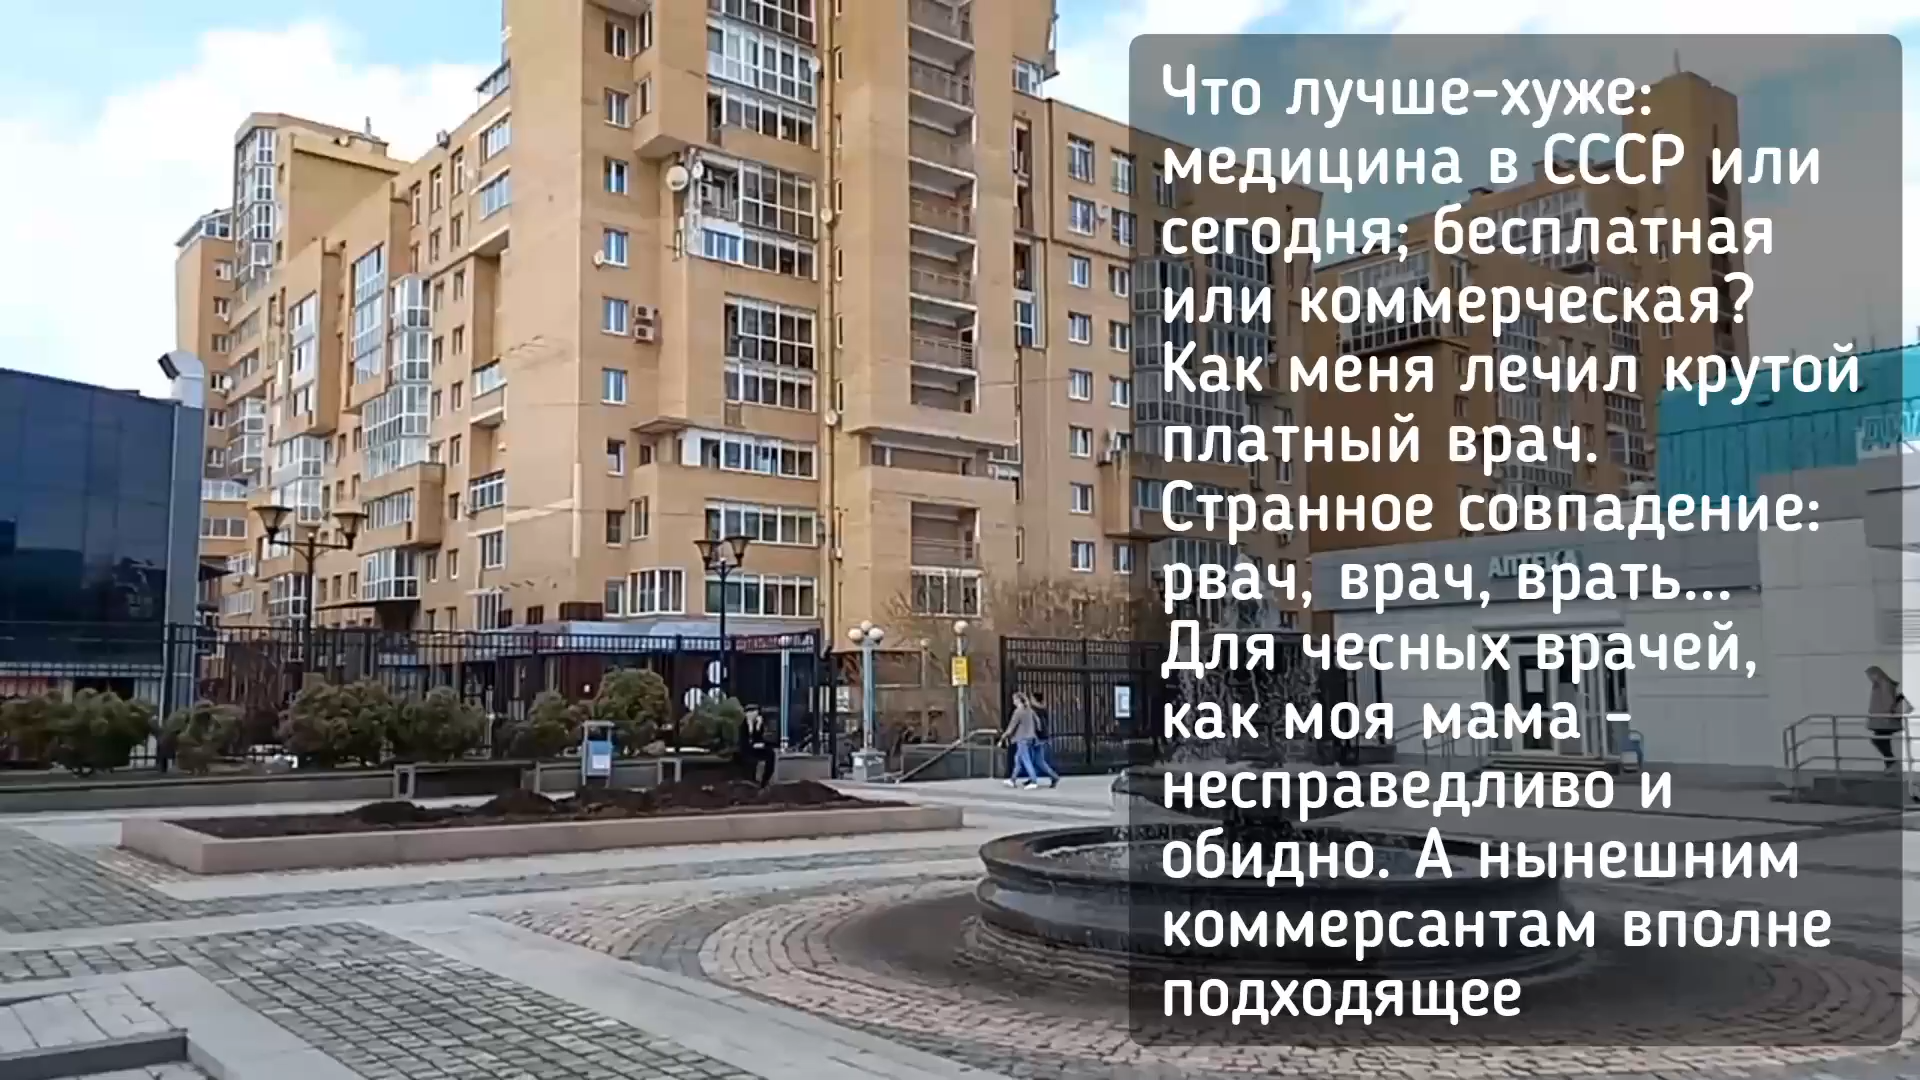 Что лучше-хуже:
медицина в СССР или
сегодня; бесплатная
или коммерческая?
Как меня лечил крутой
платный врач.
Странное совпадение:
рвач, врач, врать...
Для чесных врачей,
как моя мама -
несправедливо и
обидно. А нынешним
коммерсантам вполне
подходящее
АПТЕКА